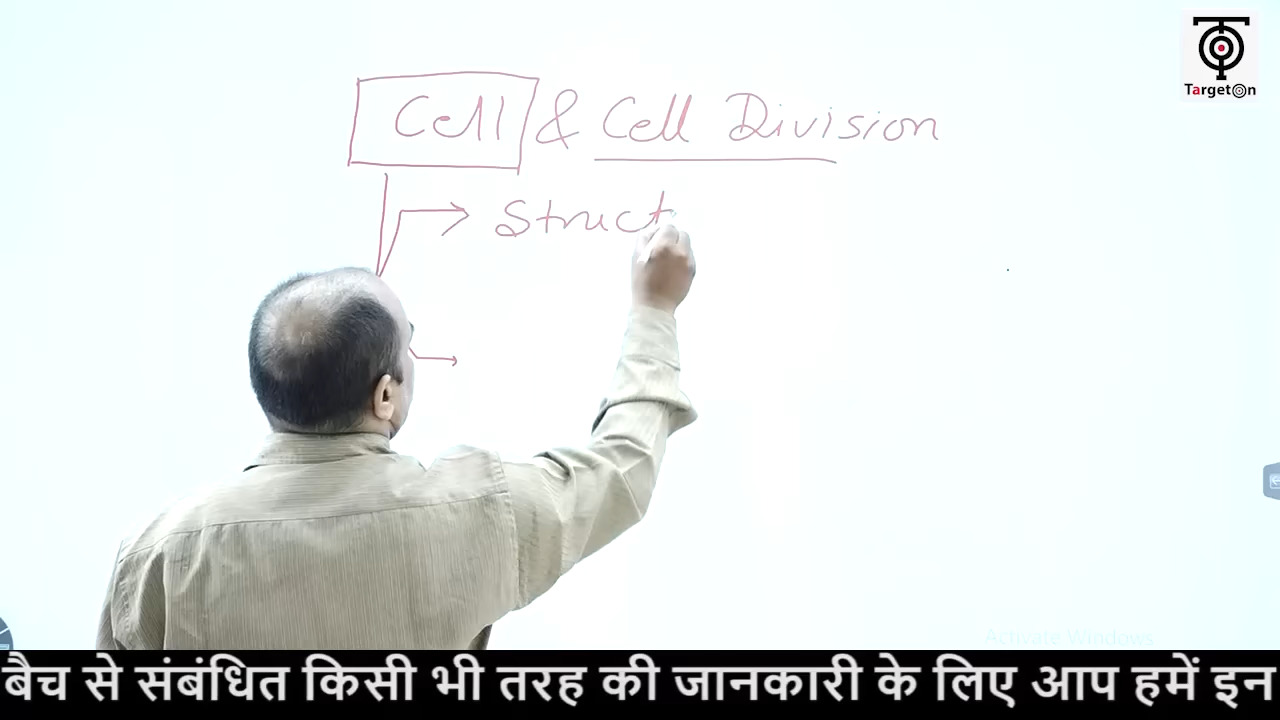 TargetOn
Cell & Cell Division
Struct
Activate Windows
बैच से संबंधित किसी भी तरह की जानकारी के लिए आप हमें इन